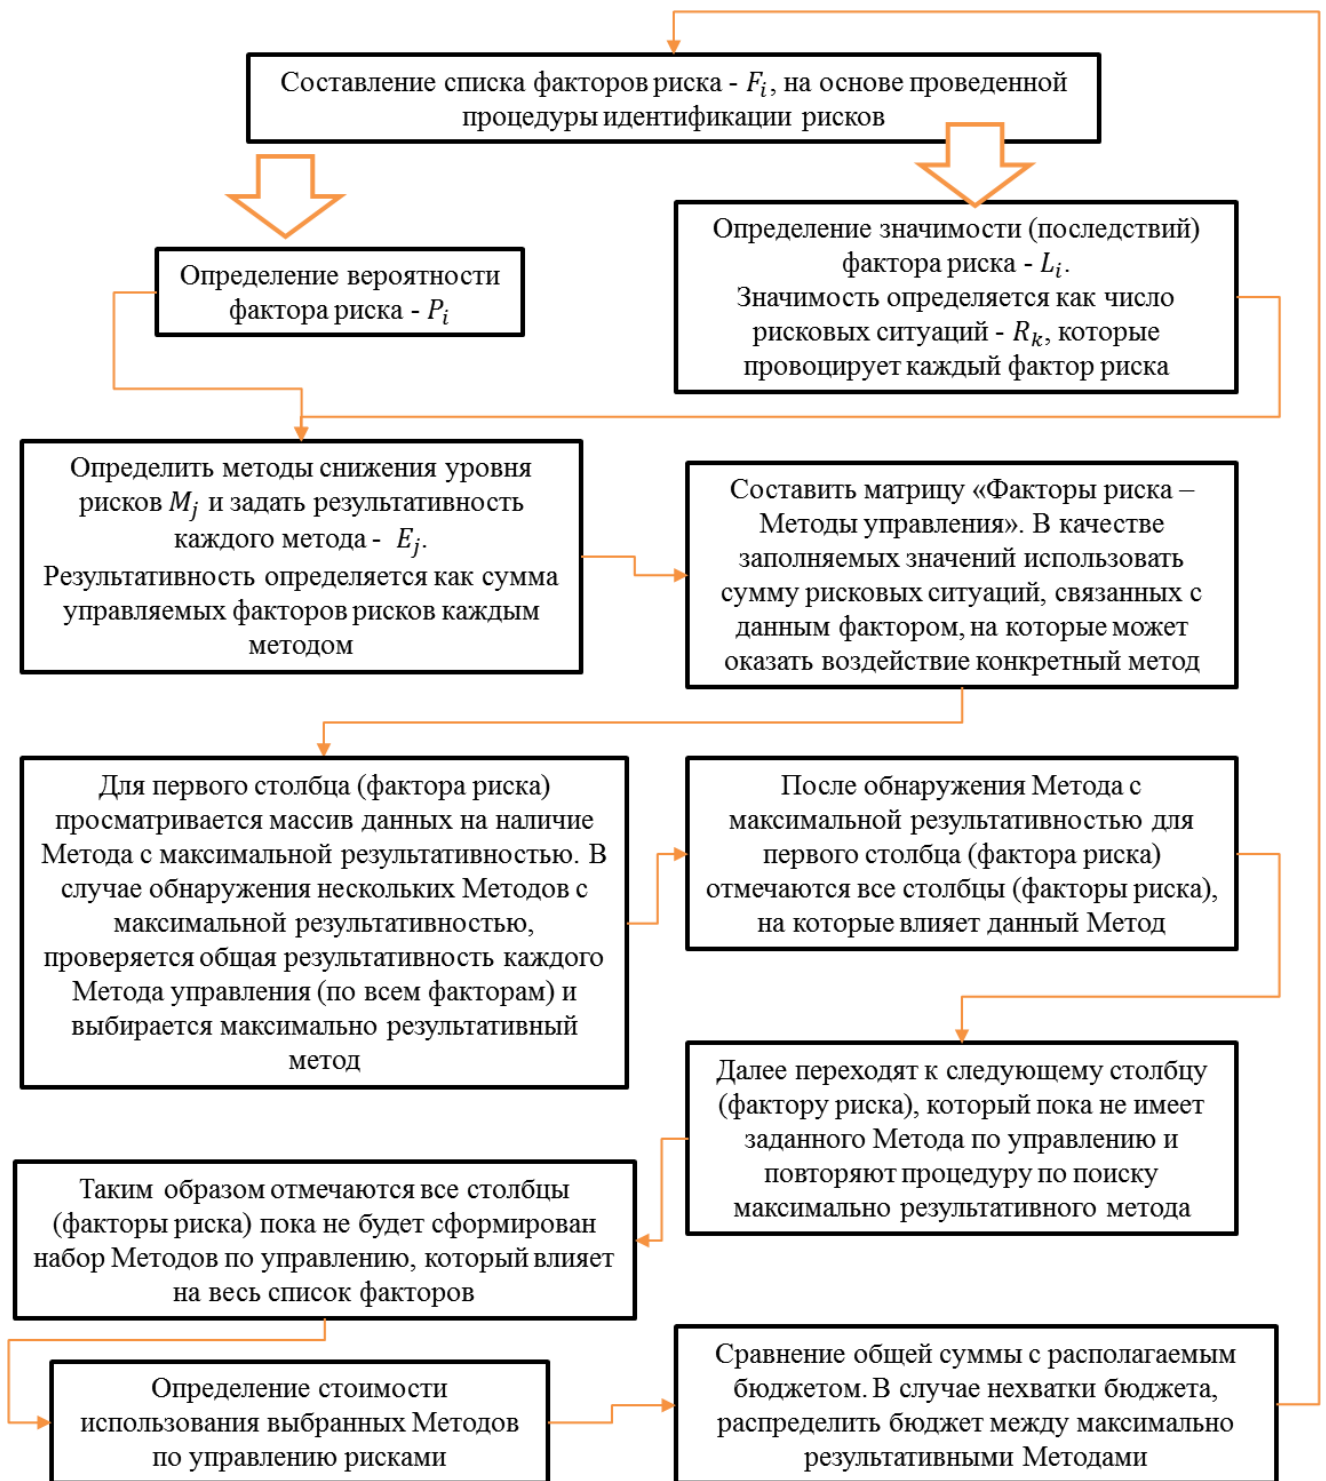 Составление списка факторов риска - Fᵢ, на основе проведенной
процедуры идентификации рисков
Определение вероятности
фактора риска - Pᵢ
Определение значимости (последствий)
фактора риска - Lᵢ.
Значимость определяется как число
рисковых ситуаций - Rₖ, которые
провоцирует каждый фактор риска
Определить методы снижения уровня
рисков Mⱼ и задать результативность
каждого метода - Eⱼ.
Результативность определяется как сумма
управляемых факторов рисков каждым
методом
Составить матрицу «Факторы риска –
Методы управления». В качестве
заполняемых значений использовать
сумму рисковых ситуаций, связанных с
данным фактором, на которые может
оказать воздействие конкретный метод
Для первого столбца (фактора риска)
просматривается массив данных на наличие
Метода с максимальной результативностью. В
случае обнаружения нескольких Методов с
максимальной результативностью,
проверяется общая результативность каждого
Метода управления (по всем факторам) и
выбирается максимально результативный
метод
После обнаружения Метода с
максимальной результативностью для
первого столбца (фактора риска)
отмечаются все столбцы (факторы риска),
на которые влияет данный Метод
Далее переходят к следующему столбцу
(фактору риска), который пока не имеет
заданного Метода по управлению и
повторяют процедуру по поиску
максимально результативного метода
Таким образом отмечаются все столбцы
(факторы риска) пока не будет сформирован
набор Методов по управлению, который влияет
на весь список факторов
Определение стоимости
использования выбранных Методов
по управлению рисками
Сравнение общей суммы с располагаемым
бюджетом. В случае нехватки бюджета,
распределить бюджет между максимально
результативными Методами